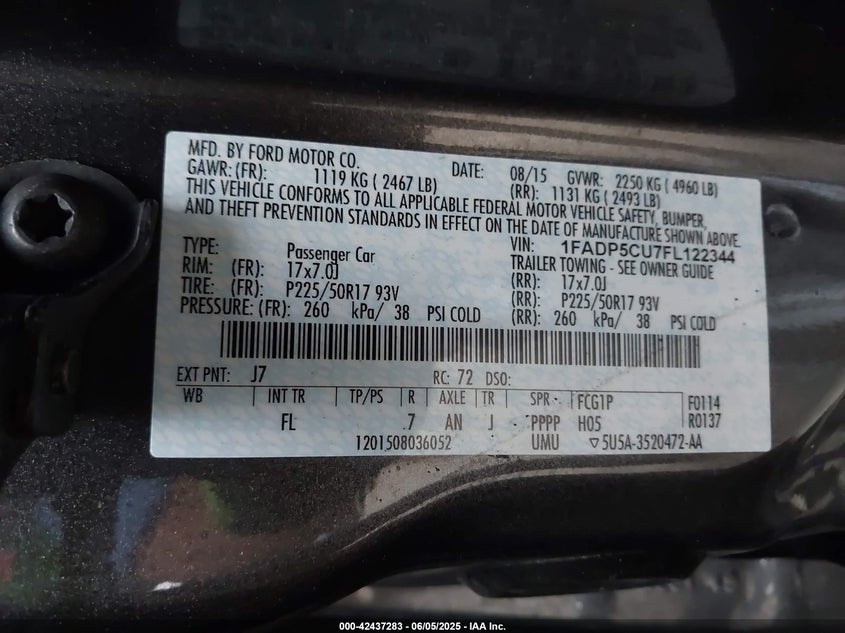 MFD. BY FORD MOTOR CO. DATE: 08/15 GVWR: 2250 KG ( 4960 LB)
GAWR: (FR): 1119 KG ( 2467 LB) (RR): 1131 KG ( 2493 LB)
THIS VEHICLE CONFORMS TO ALL APPLICABLE FEDERAL MOTOR VEHICLE SAFETY, BUMPER,
AND THEFT PREVENTION STANDARDS IN EFFECT ON THE DATE OF MANUFACTURE SHOWN ABOVE.
VIN: 1FADP5CU7FL122344
TYPE: Passenger Car TRAILER TOWING - SEE OWNER GUIDE
RIM: (FR): 17x7.0J (RR): 17x7.0J
TIRE: (FR): P225/50R17 93V (RR): P225/50R17 93V
PRESSURE: (FR): 260 kPa/ 38 PSI COLD (RR): 260 kPa/ 38 PSI COLD
EXT PNT: J7 RC: 72 DSO:
WB INT TR TP/PS R AXLE TR SPR FCG1P F0114
FL 7 AN J PPPP H05 R0137
1201508036052 UMU ▽5U5A-3520472-AA
000-42437283 - 06/05/2025 - IAA Inc.